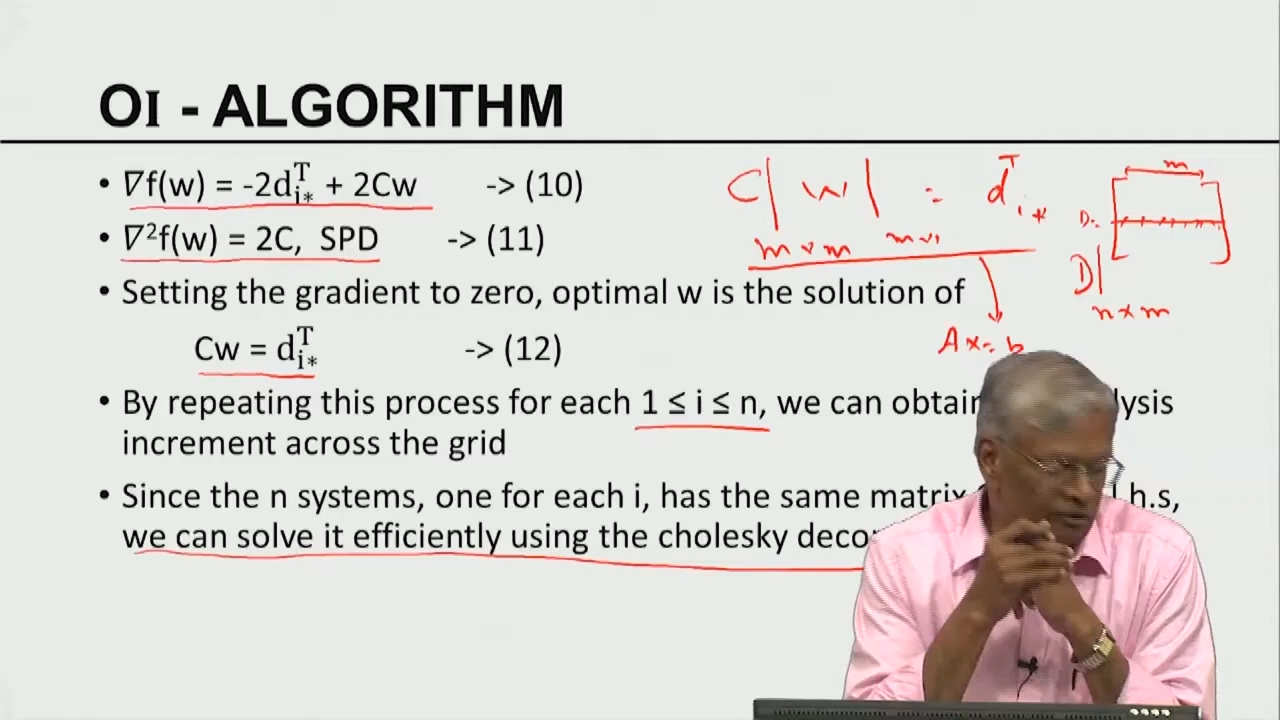 OI - ALGORITHM
• ∇f(w) = -2d_{i*}^T + 2Cw -> (10)
• ∇²f(w) = 2C, SPD -> (11)
• Setting the gradient to zero, optimal w is the solution of
Cw = d_{i*}^T -> (12)
• By repeating this process for each 1 ≤ i ≤ n, we can obtain
increment across the grid
• Since the n systems, one for each i, has the same matrix h.s,
we can solve it efficiently using the cholesky
C| w| = d_{i*}^T
m×m m×1
Ax=b
m
D|
n×m